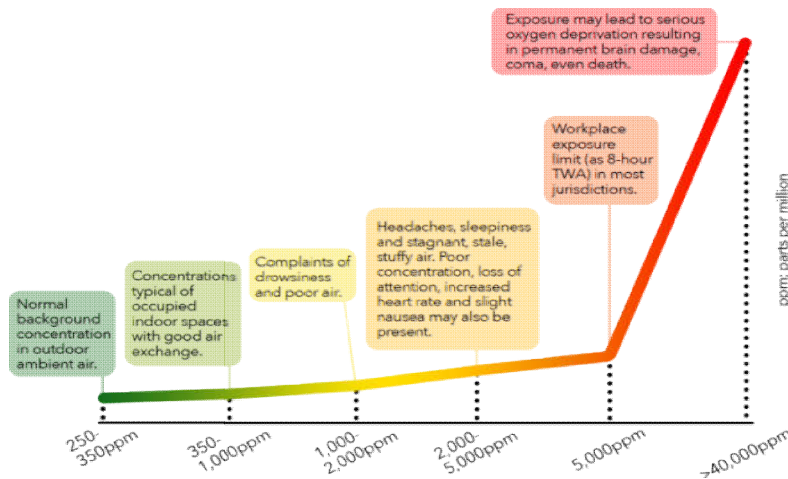 Exposure may lead to serious
oxygen deprivation resulting
in permanent brain damage,
coma, even death.
Workplace
exposure
limit (as 8-hour
TWA) in most
jurisdictions.
Headaches, sleepiness
and stagnant, stale,
stuffy air. Poor
concentration, loss of
attention, increased
heart rate and slight
nausea may also be
present.
Complaints of
drowsiness
and poor air.
Concentrations
typical of
occupied
indoor spaces
with good air
exchange.
Normal
background
concentration
in outdoor
ambient air.
250-
350ppm
350-
1,000ppm
1,000-
2,000ppm
2,000-
5,000ppm
5,000ppm
>40,000ppm
ppm: parts per million